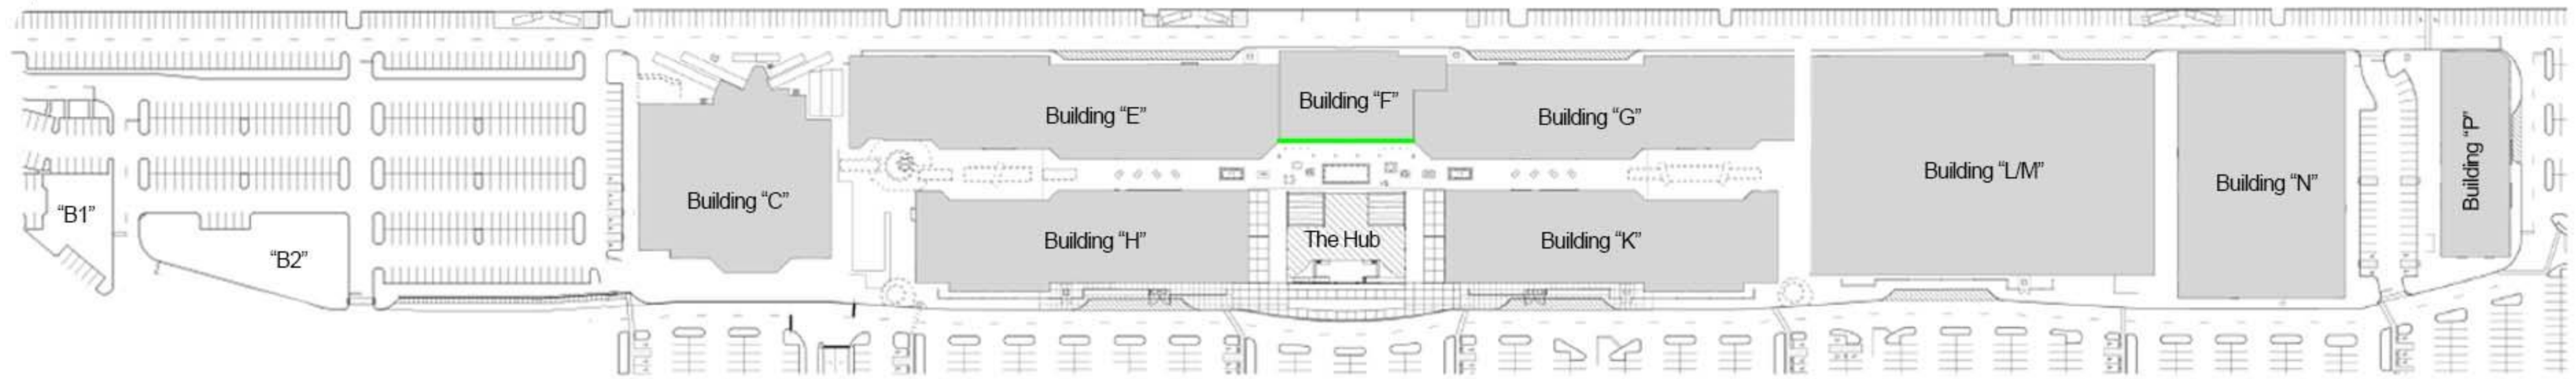 "B1"
"B2"
Building "C"
Building "E"
Building "F"
Building "G"
Building "H"
The Hub
Building "K"
Building "L/M"
Building "N"
Building "P"